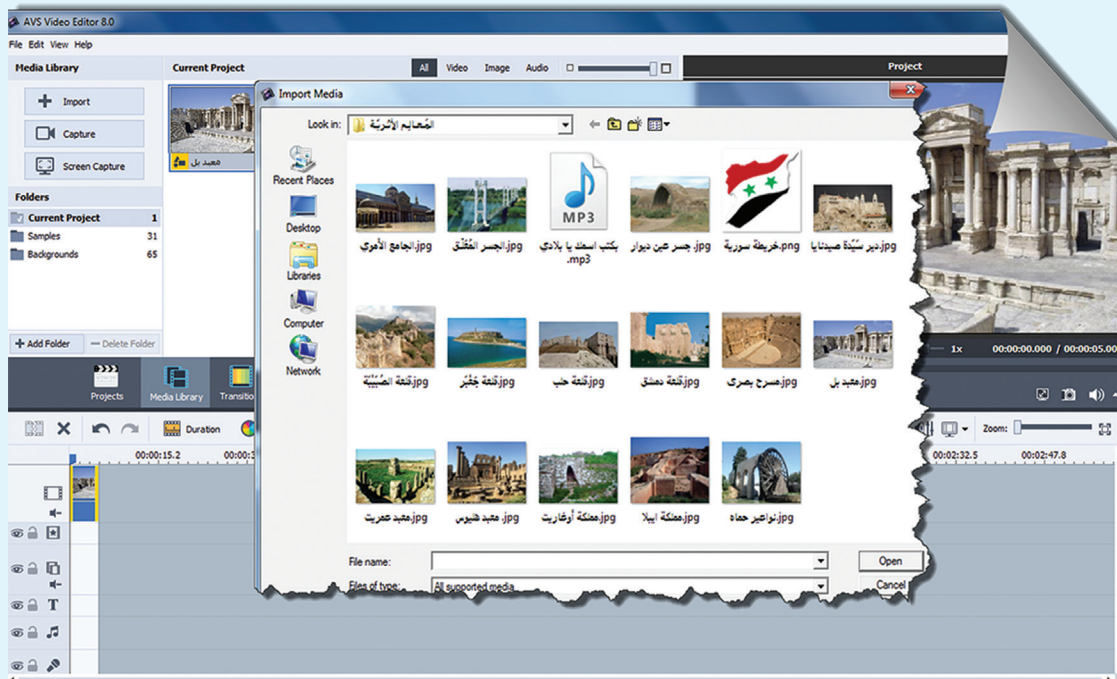 AVS Video Editor 8.0
File Edit View Help
Media Library
Current Project
All Video Image Audio
Project
Import
Capture
Screen Capture
معبد بل
Folders
Current Project 1
Samples 31
Backgrounds 65
+ Add Folder
— Delete Folder
Import Media
Look in: المَعـالِـم الأثـريّـة
Recent Places
Desktop
Libraries
Computer
Network
الجامع الأموي.jpg
الجسر المُعَلّق.jpg
MP3
بكتب اسمك يا بلادي
.mp3
جسر عين ديوار .jpg
خريطة سورية.png
دير سَيِّدة صيدنايا.jpg
قلعة الصُبَيْبَة.jpg
قلعة جَعْبَر.jpg
قلعة حلب.jpg
قلعة دمشق.jpg
مسرح بصرى.jpg
معبد بل.jpg
معبد عمريت.jpg
معبد هنيوس .jpg
مملكة أوغاريت.jpg
مملكة ايبلا.jpg
نواعير حماه.jpg
File name:
Open
Files of type: All supported media
Cancel
1x 00:00:00.000 / 00:00:05.00
Projects
Media Library
Duration
Zoom:
00:00:15.2
00:02:32.5
00:02:47.8
T